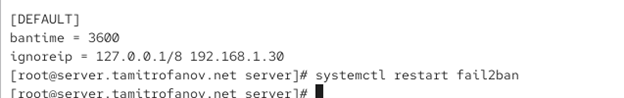 [DEFAULT]
bantime = 3600
ignoreip = 127.0.0.1/8 192.168.1.30
[root@server.tamitrofanov.net server]# systemctl restart fail2ban
[root@server.tamitrofanov.net server]#